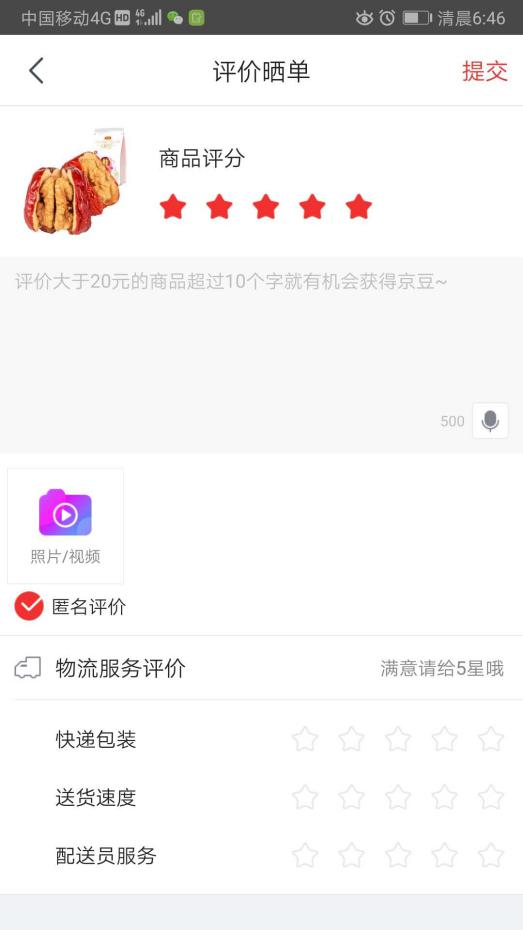 中国移动4G HD 4G 清晨6:46
评价晒单 提交
商品评分
评价大于20元的商品超过10个字就有机会获得京豆~
500
照片/视频
匿名评价
物流服务评价 满意请给5星哦
快递包装
送货速度
配送员服务